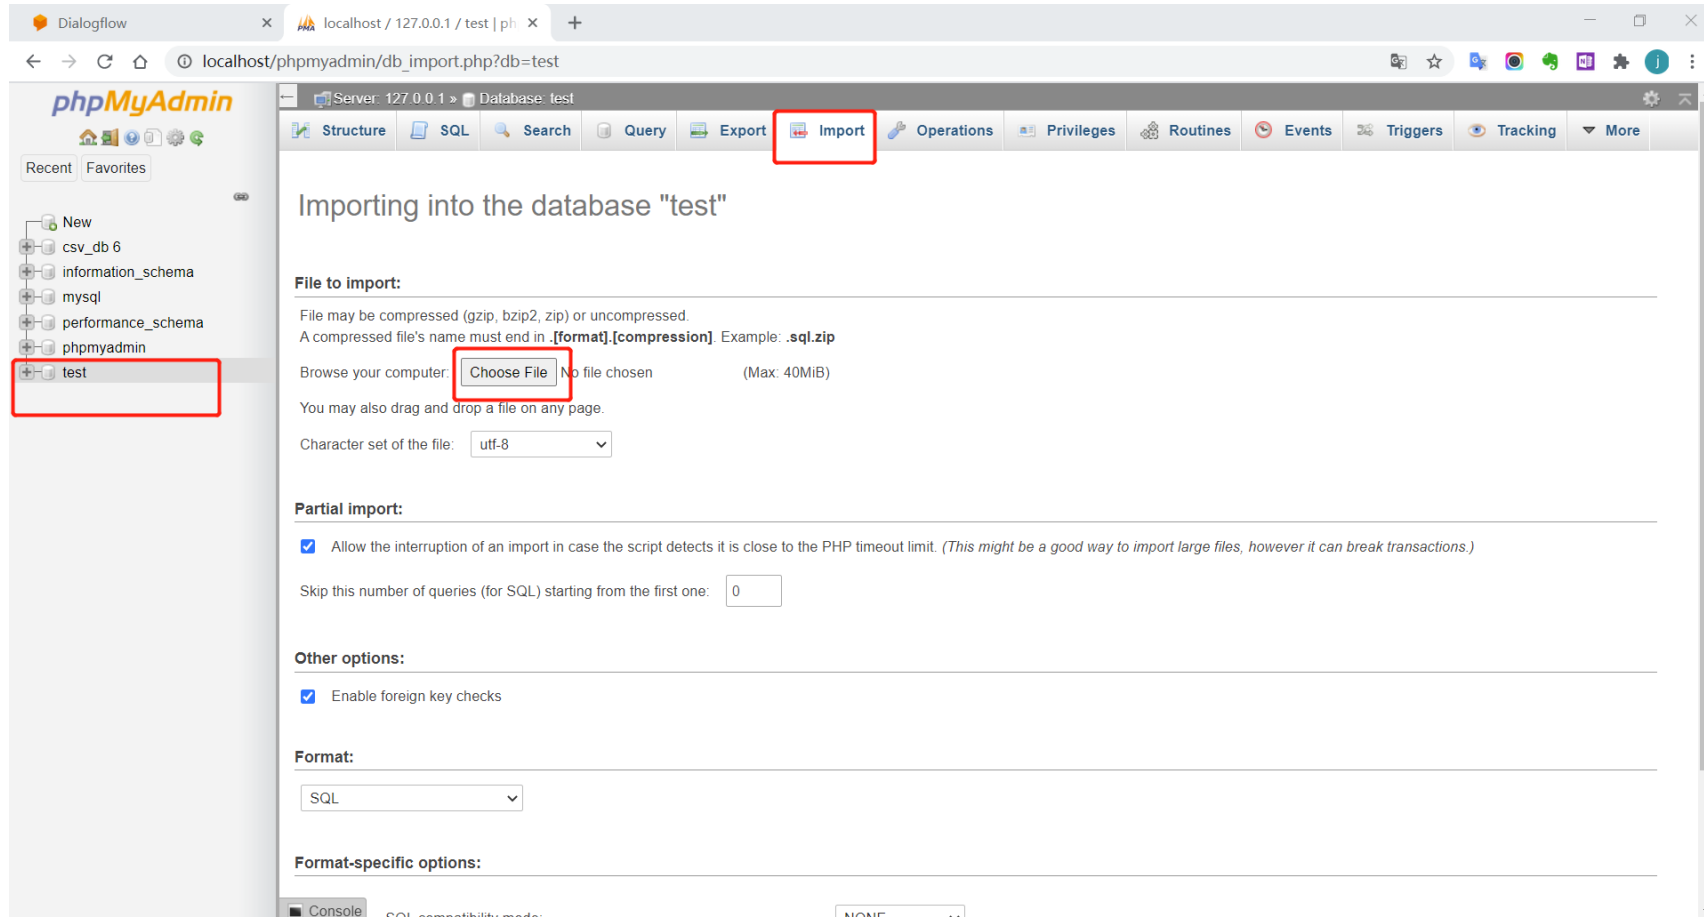 Dialogflow
localhost / 127.0.0.1 / test | ph
localhost/phpmyadmin/db_import.php?db=test
j
phpMyAdmin
Recent Favorites
New
csv_db 6
information_schema
mysql
performance_schema
phpmyadmin
test
Server: 127.0.0.1 » Database: test
Structure SQL Search Query Export Import Operations Privileges Routines Events Triggers Tracking More
Importing into the database "test"
File to import:
File may be compressed (gzip, bzip2, zip) or uncompressed.
A compressed file's name must end in .[format].[compression]. Example: .sql.zip
Browse your computer: Choose File No file chosen (Max: 40MiB)
You may also drag and drop a file on any page.
Character set of the file: utf-8
Partial import:
Allow the interruption of an import in case the script detects it is close to the PHP timeout limit. (This might be a good way to import large files, however it can break transactions.)
Skip this number of queries (for SQL) starting from the first one: 0
Other options:
Enable foreign key checks
Format:
SQL
Format-specific options:
Console
SQL compatibility mode: NONE